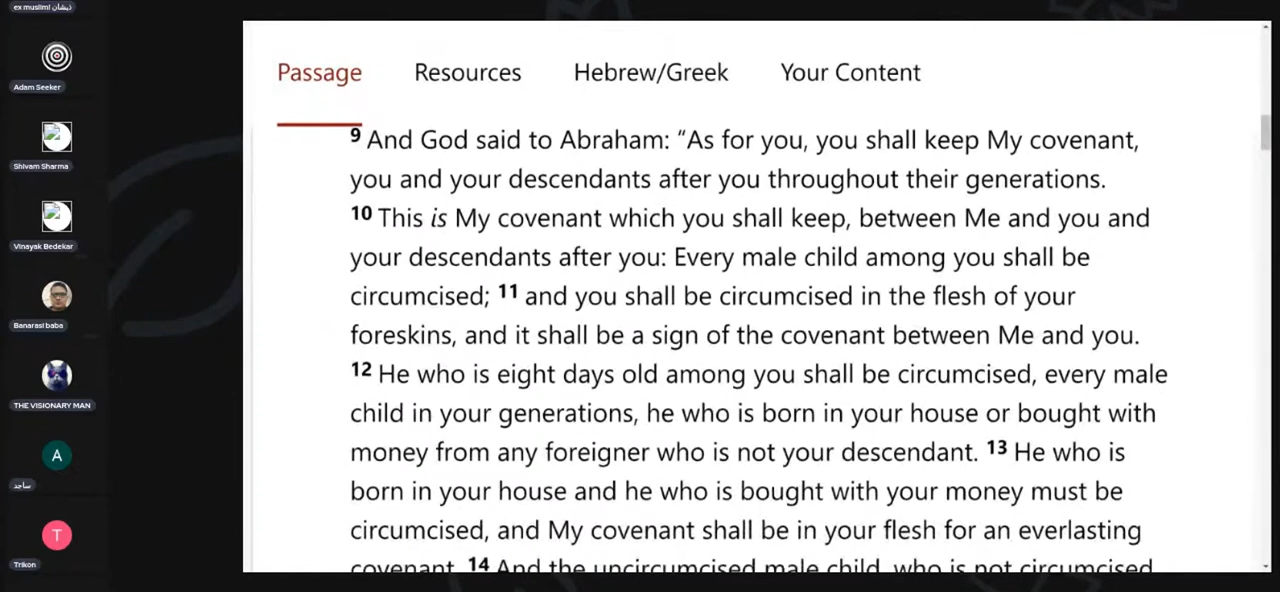 ex muslim! ذيشان
Adam Seeker
Shivam Sharma
Vinayak Bedekar
Banarasi baba
THE VISIONARY MAN
A
ساجد
T
Trikon
Passage Resources Hebrew/Greek Your Content
9 And God said to Abraham: “As for you, you shall keep My covenant,
you and your descendants after you throughout their generations.
10 This is My covenant which you shall keep, between Me and you and
your descendants after you: Every male child among you shall be
circumcised; 11 and you shall be circumcised in the flesh of your
foreskins, and it shall be a sign of the covenant between Me and you.
12 He who is eight days old among you shall be circumcised, every male
child in your generations, he who is born in your house or bought with
money from any foreigner who is not your descendant. 13 He who is
born in your house and he who is bought with your money must be
circumcised, and My covenant shall be in your flesh for an everlasting
covenant. 14 And the uncircumcised male child, who is not circumcised